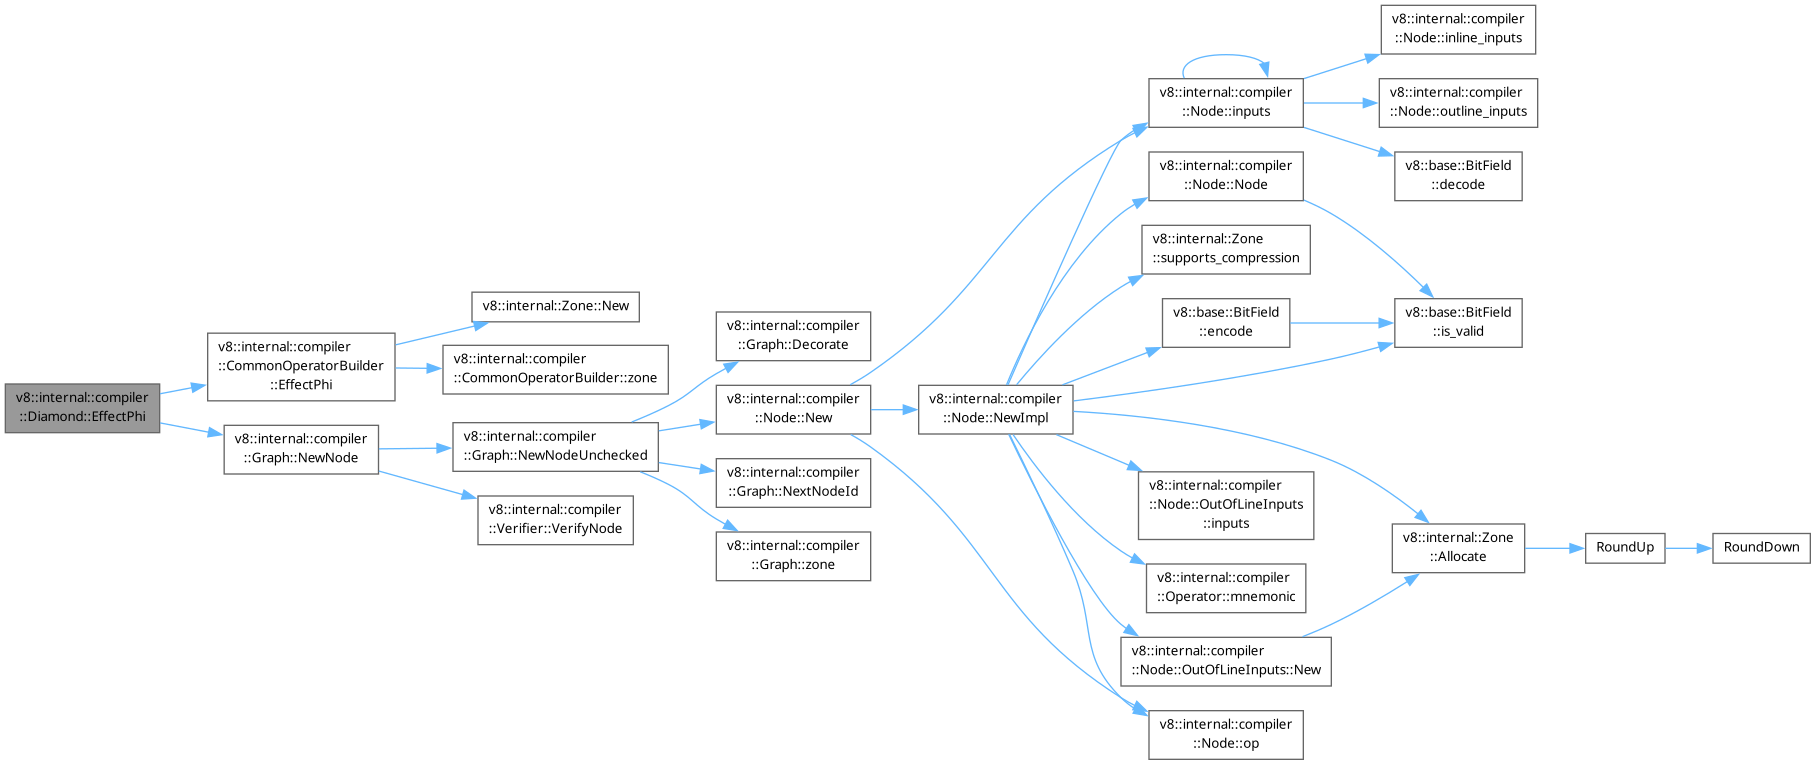 v8::internal::compiler
::Diamond::EffectPhi
v8::internal::compiler
::CommonOperatorBuilder
::EffectPhi
v8::internal::compiler
::Graph::NewNode
v8::internal::Zone::New
v8::internal::compiler
::CommonOperatorBuilder::zone
v8::internal::compiler
::Graph::NewNodeUnchecked
v8::internal::compiler
::Verifier::VerifyNode
v8::internal::compiler
::Graph::Decorate
v8::internal::compiler
::Node::New
v8::internal::compiler
::Graph::NextNodeId
v8::internal::compiler
::Graph::zone
v8::internal::compiler
::Node::NewImpl
v8::internal::compiler
::Node::inputs
v8::internal::compiler
::Node::Node
v8::internal::Zone
::supports_compression
v8::base::BitField
::encode
v8::internal::compiler
::Node::OutOfLineInputs
::inputs
v8::internal::compiler
::Operator::mnemonic
v8::internal::compiler
::Node::OutOfLineInputs::New
v8::internal::compiler
::Node::op
v8::internal::compiler
::Node::inline_inputs
v8::internal::compiler
::Node::outline_inputs
v8::base::BitField
::decode
v8::base::BitField
::is_valid
v8::internal::Zone
::Allocate
RoundUp
RoundDown